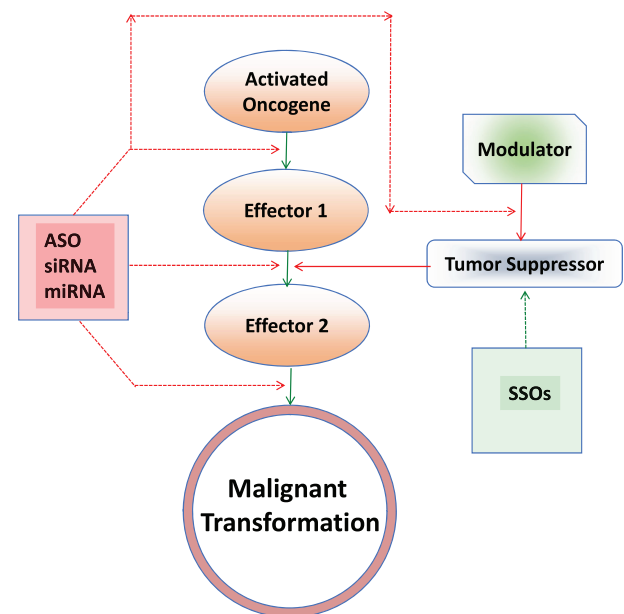 Activated
Oncogene
Modulator
Effector 1
ASO
siRNA
miRNA
Tumor Suppressor
Effector 2
SSOs
Malignant
Transformation